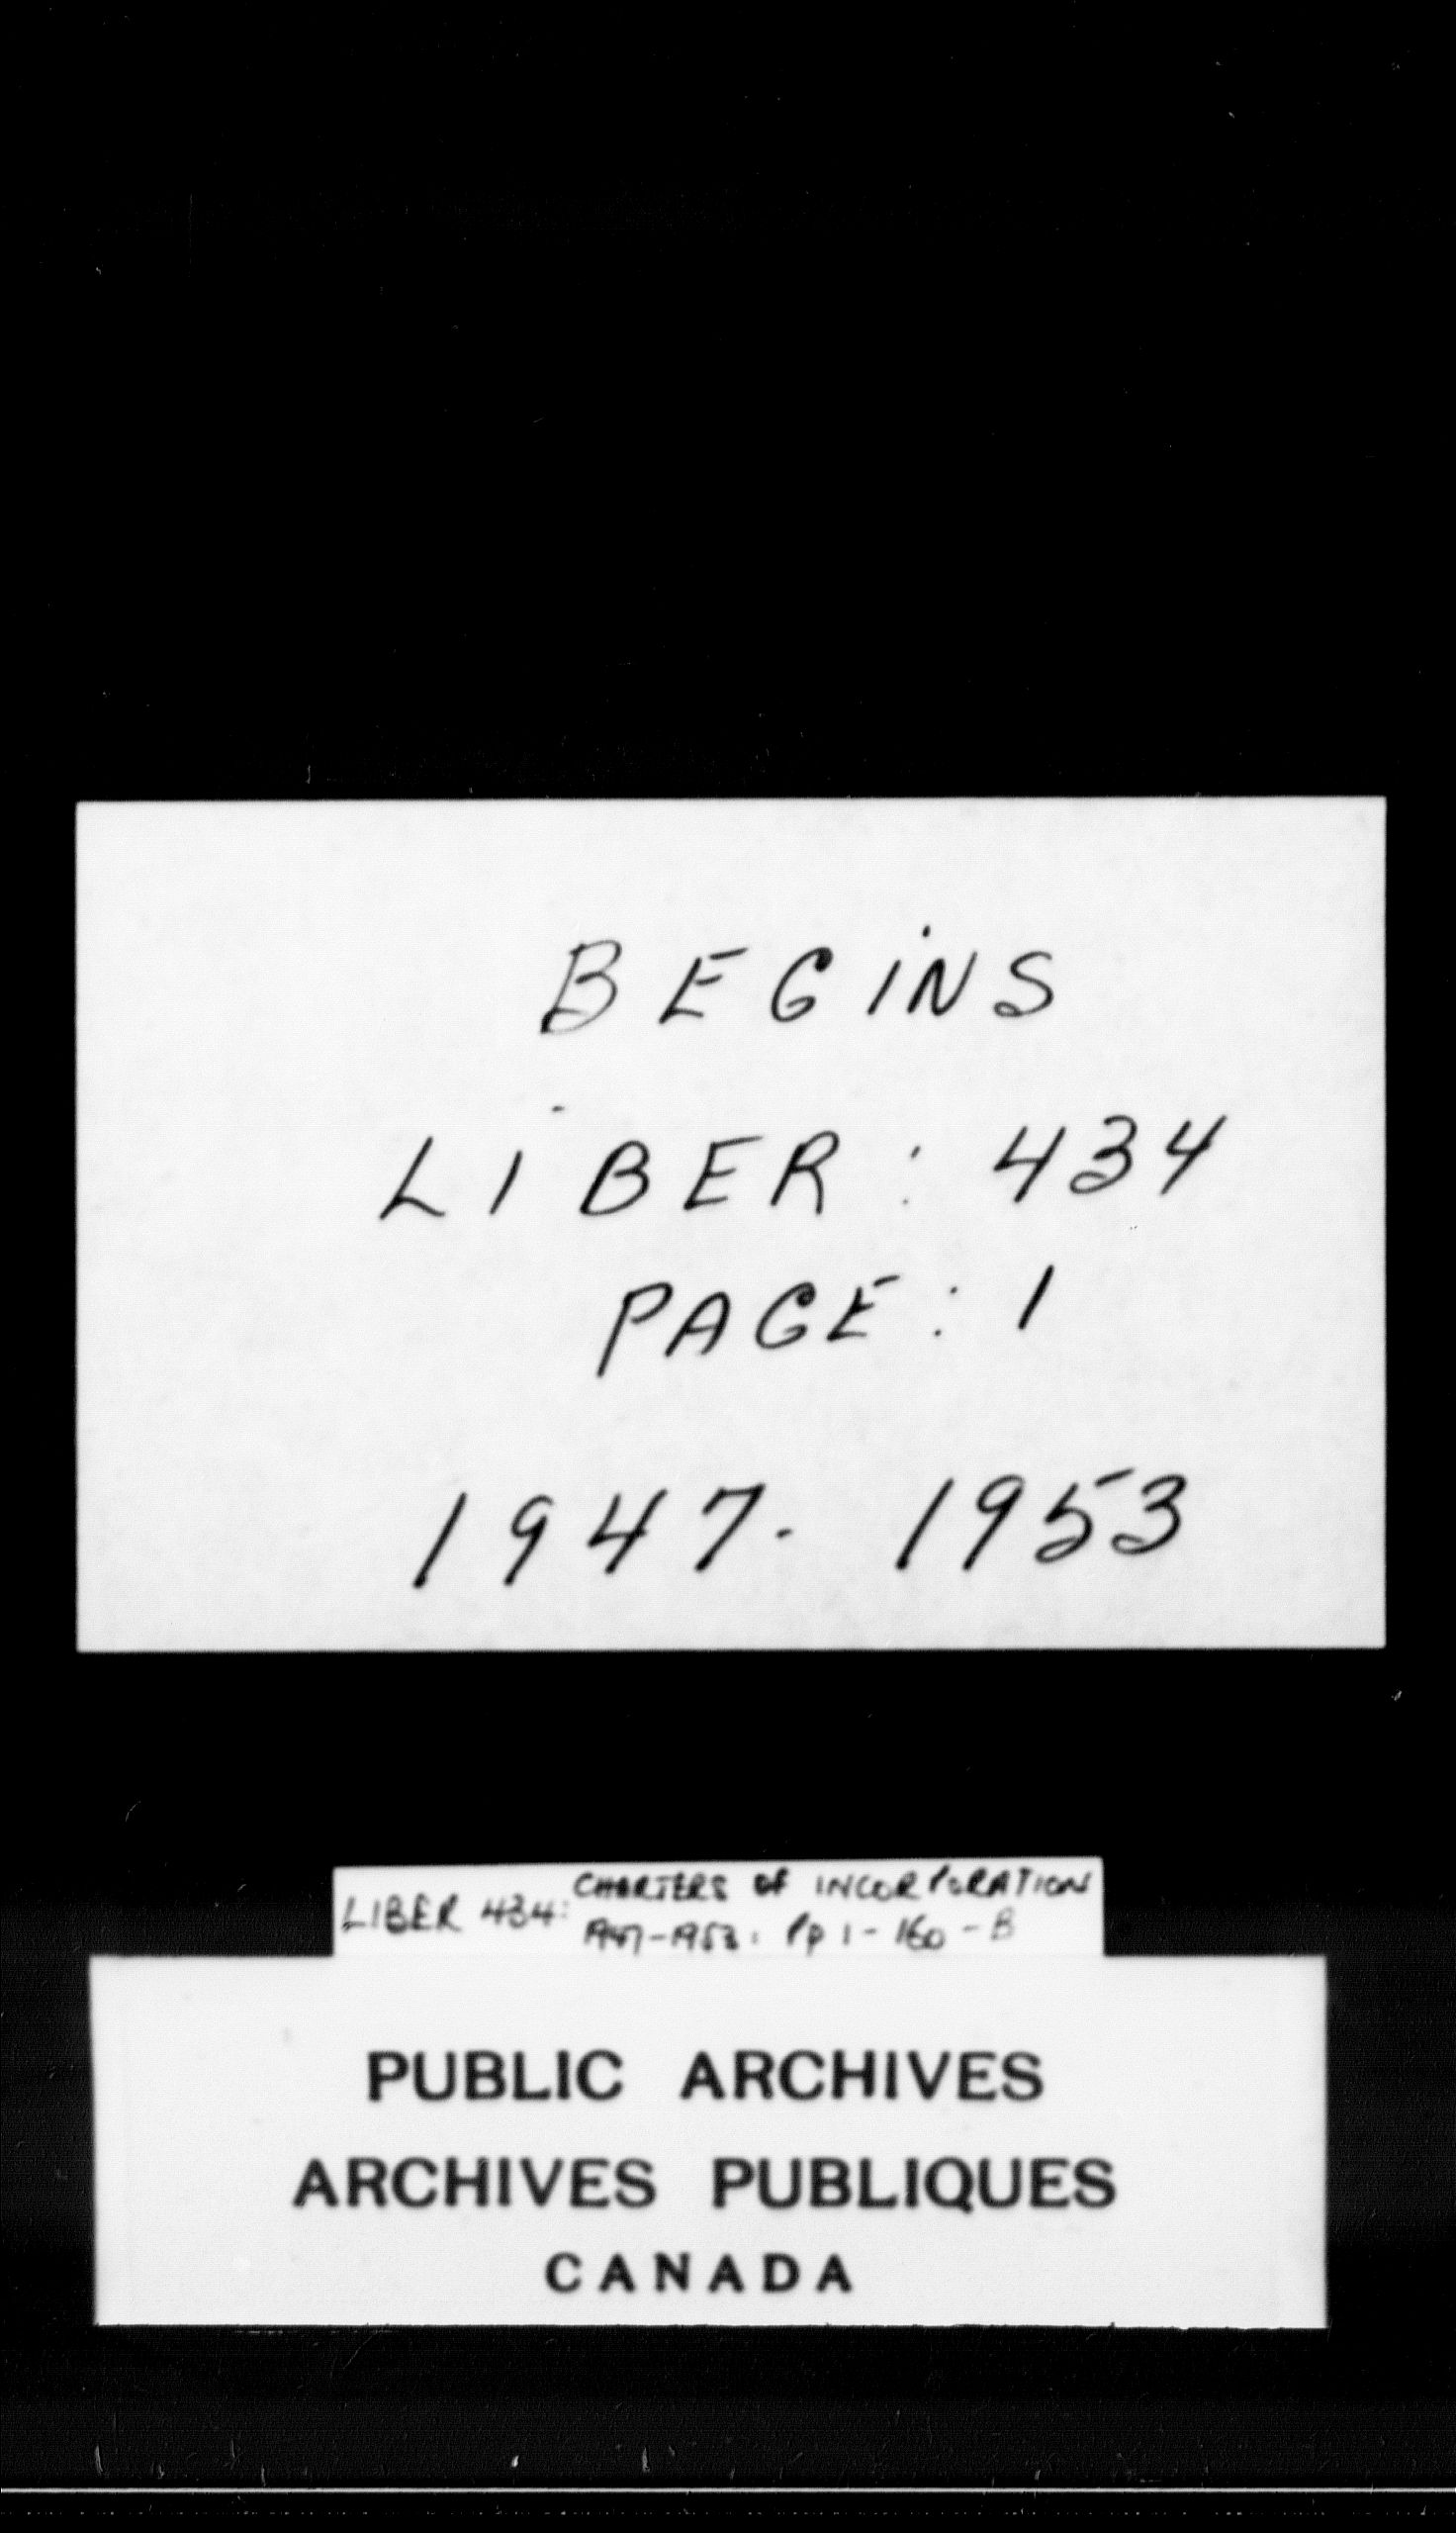 BEGINS
LIBER: 434
PAGE: 1
1947- 1953
LIBER 434: CHARTERS OF INCORPORATION
1947-1953: Pp 1-160-B
PUBLIC ARCHIVES
ARCHIVES PUBLIQUES
CANADA